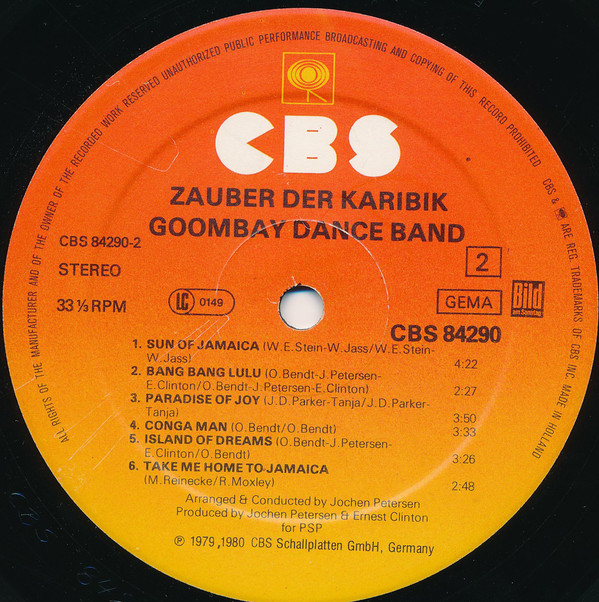 ALL RIGHTS OF THE MANUFACTURER AND OF THE OWNER OF THE RECORDED WORK RESERVED UNAUTHORIZED PUBLIC PERFORMANCE BROADCASTING AND COPYING OF THIS RECORD PROHIBITED
CBS & ARE REG. TRADEMARKS OF CBS INC. MADE IN HOLLAND
CBS
ZAUBER DER KARIBIK
GOOMBAY DANCE BAND
CBS 84290-2
STEREO
2
33⅓ RPM
LC 0149
GEMA
Bild
am Sonntag
CBS 84290
1. SUN OF JAMAICA (W.E.Stein-W.Jass/W.E.Stein-
W.Jass) 4:22
2. BANG BANG LULU (O.Bendt-J.Petersen-
E.Clinton/O.Bendt-J.Petersen-E.Clinton) 2:27
3. PARADISE OF JOY (J.D.Parker-Tanja/J.D.Parker-
Tanja) 3:50
4. CONGA MAN (O.Bendt/O.Bendt) 3:33
5. ISLAND OF DREAMS (O.Bendt-J.Petersen-
E.Clinton/O.Bendt) 3:26
6. TAKE ME HOME TO JAMAICA
(M.Reinecke/R.Moxley) 2:48
Arranged & Conducted by Jochen Petersen
Produced by Jochen Petersen & Ernest Clinton
for PSP
℗ 1979, 1980 CBS Schallplatten GmbH, Germany